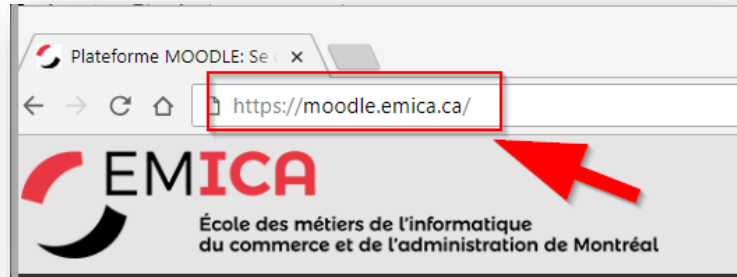 Plateforme MOODLE: Se
https://moodle.emica.ca/
EMICA
École des métiers de l'informatique
du commerce et de l'administration de Montréal